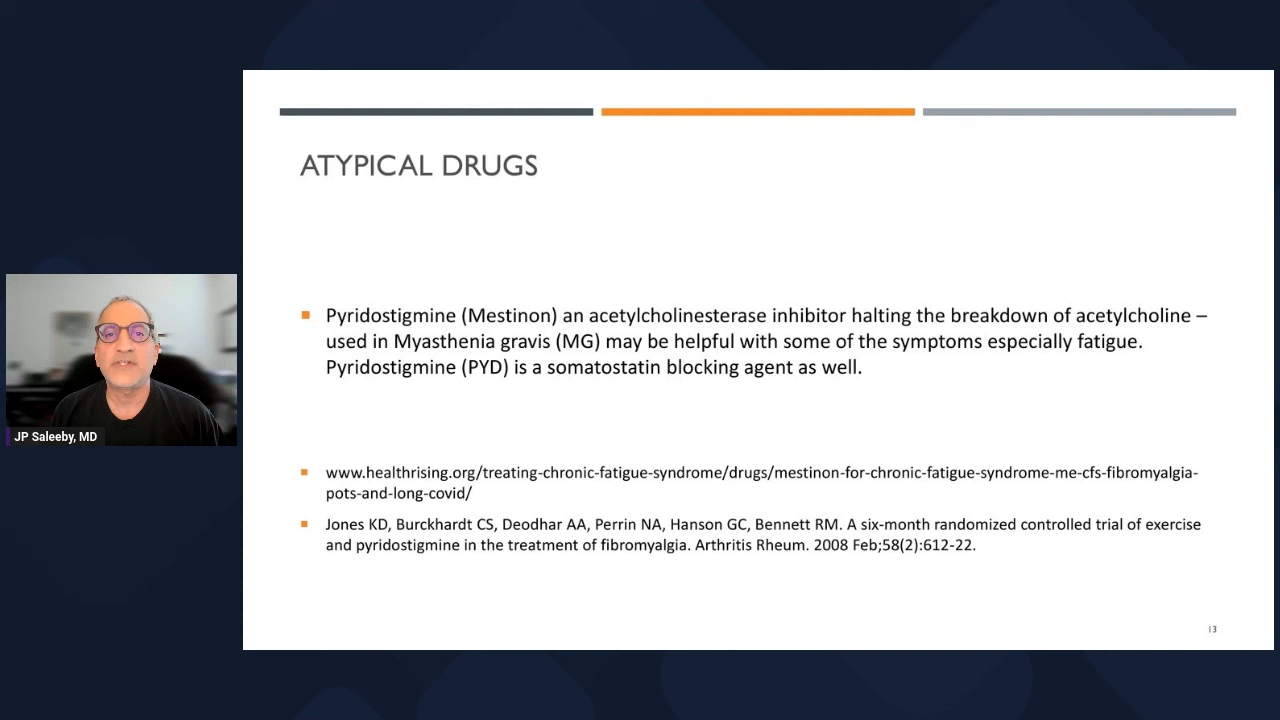 ATYPICAL DRUGS
Pyridostigmine (Mestinon) an acetylcholinesterase inhibitor halting the breakdown of acetylcholine –
used in Myasthenia gravis (MG) may be helpful with some of the symptoms especially fatigue.
Pyridostigmine (PYD) is a somatostatin blocking agent as well.
JP Saleeby, MD
www.healthrising.org/treating-chronic-fatigue-syndrome/drugs/mestinon-for-chronic-fatigue-syndrome-me-cfs-fibromyalgia-
pots-and-long-covid/
Jones KD, Burckhardt CS, Deodhar AA, Perrin NA, Hanson GC, Bennett RM. A six-month randomized controlled trial of exercise
and pyridostigmine in the treatment of fibromyalgia. Arthritis Rheum. 2008 Feb;58(2):612-22.
13